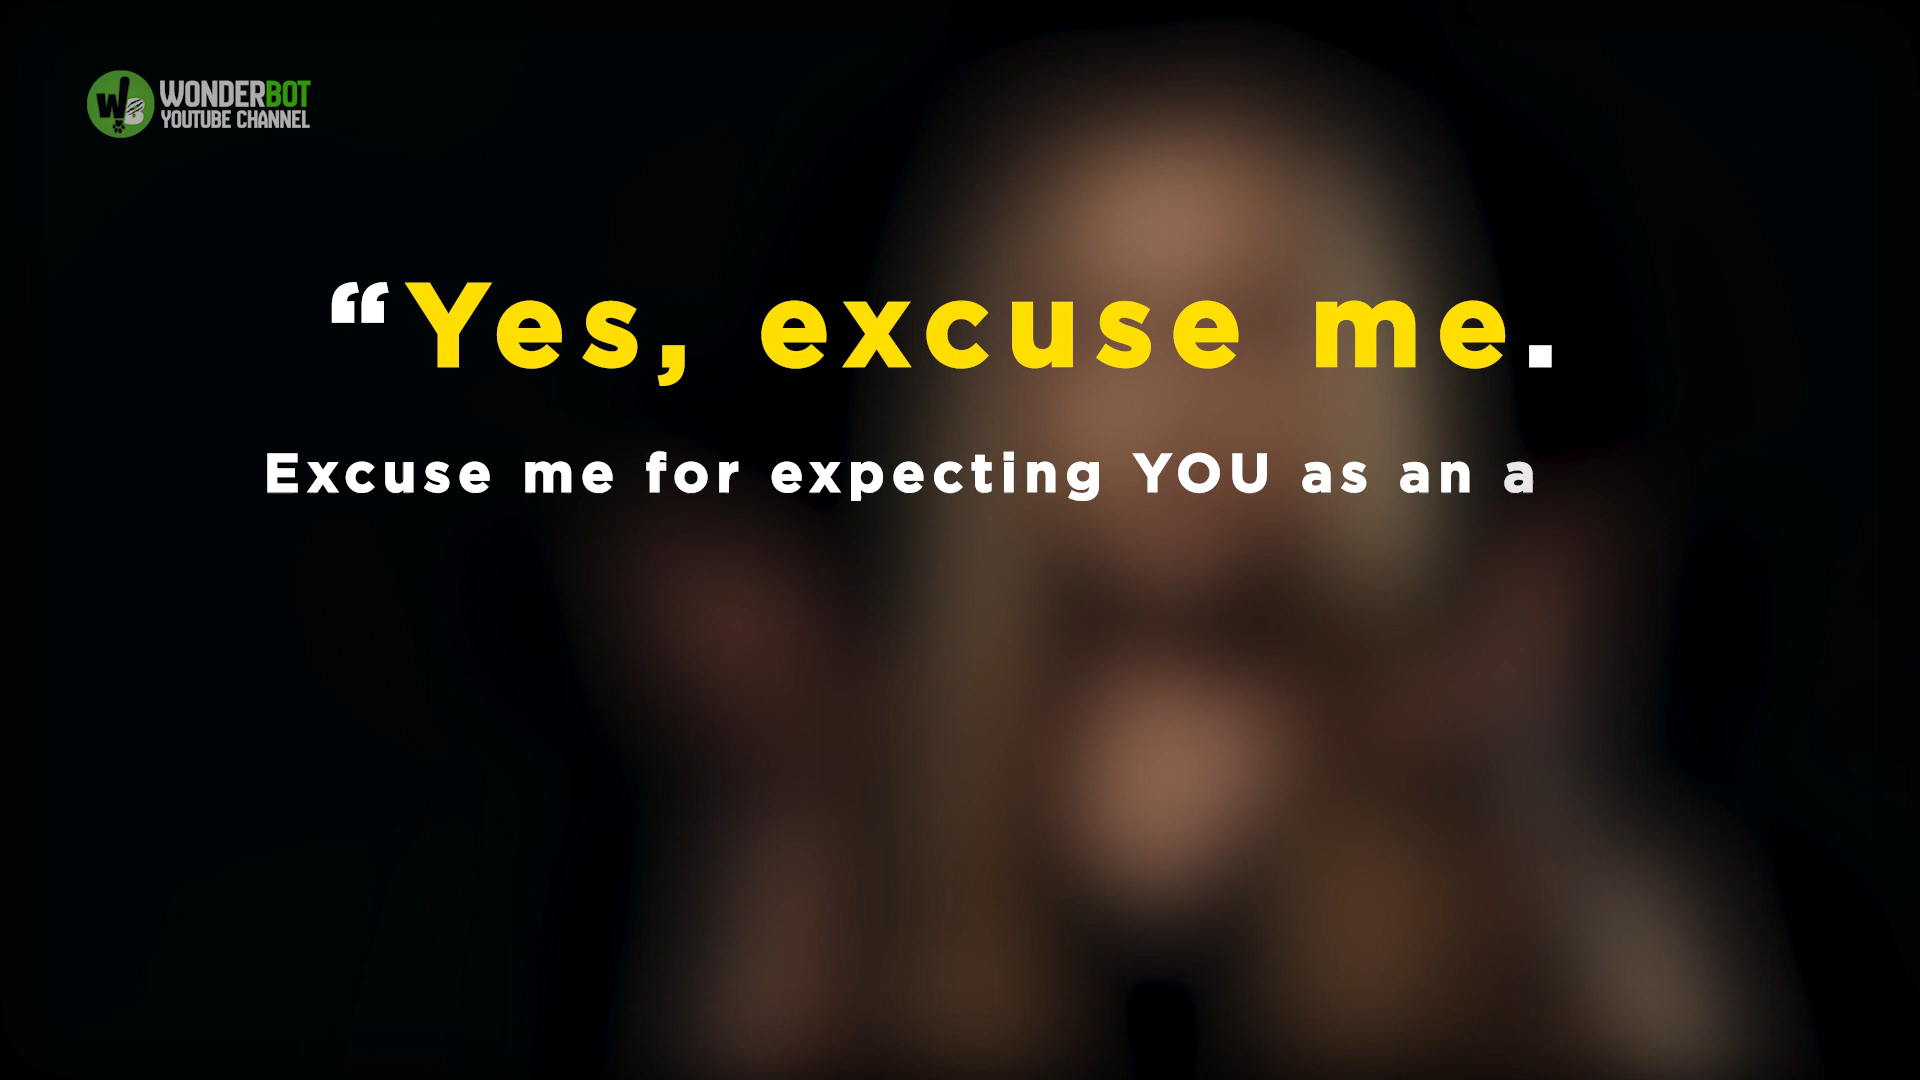 WONDERBOT
YOUTUBE CHANNEL
“Yes, excuse me.
Excuse me for expecting YOU as an a